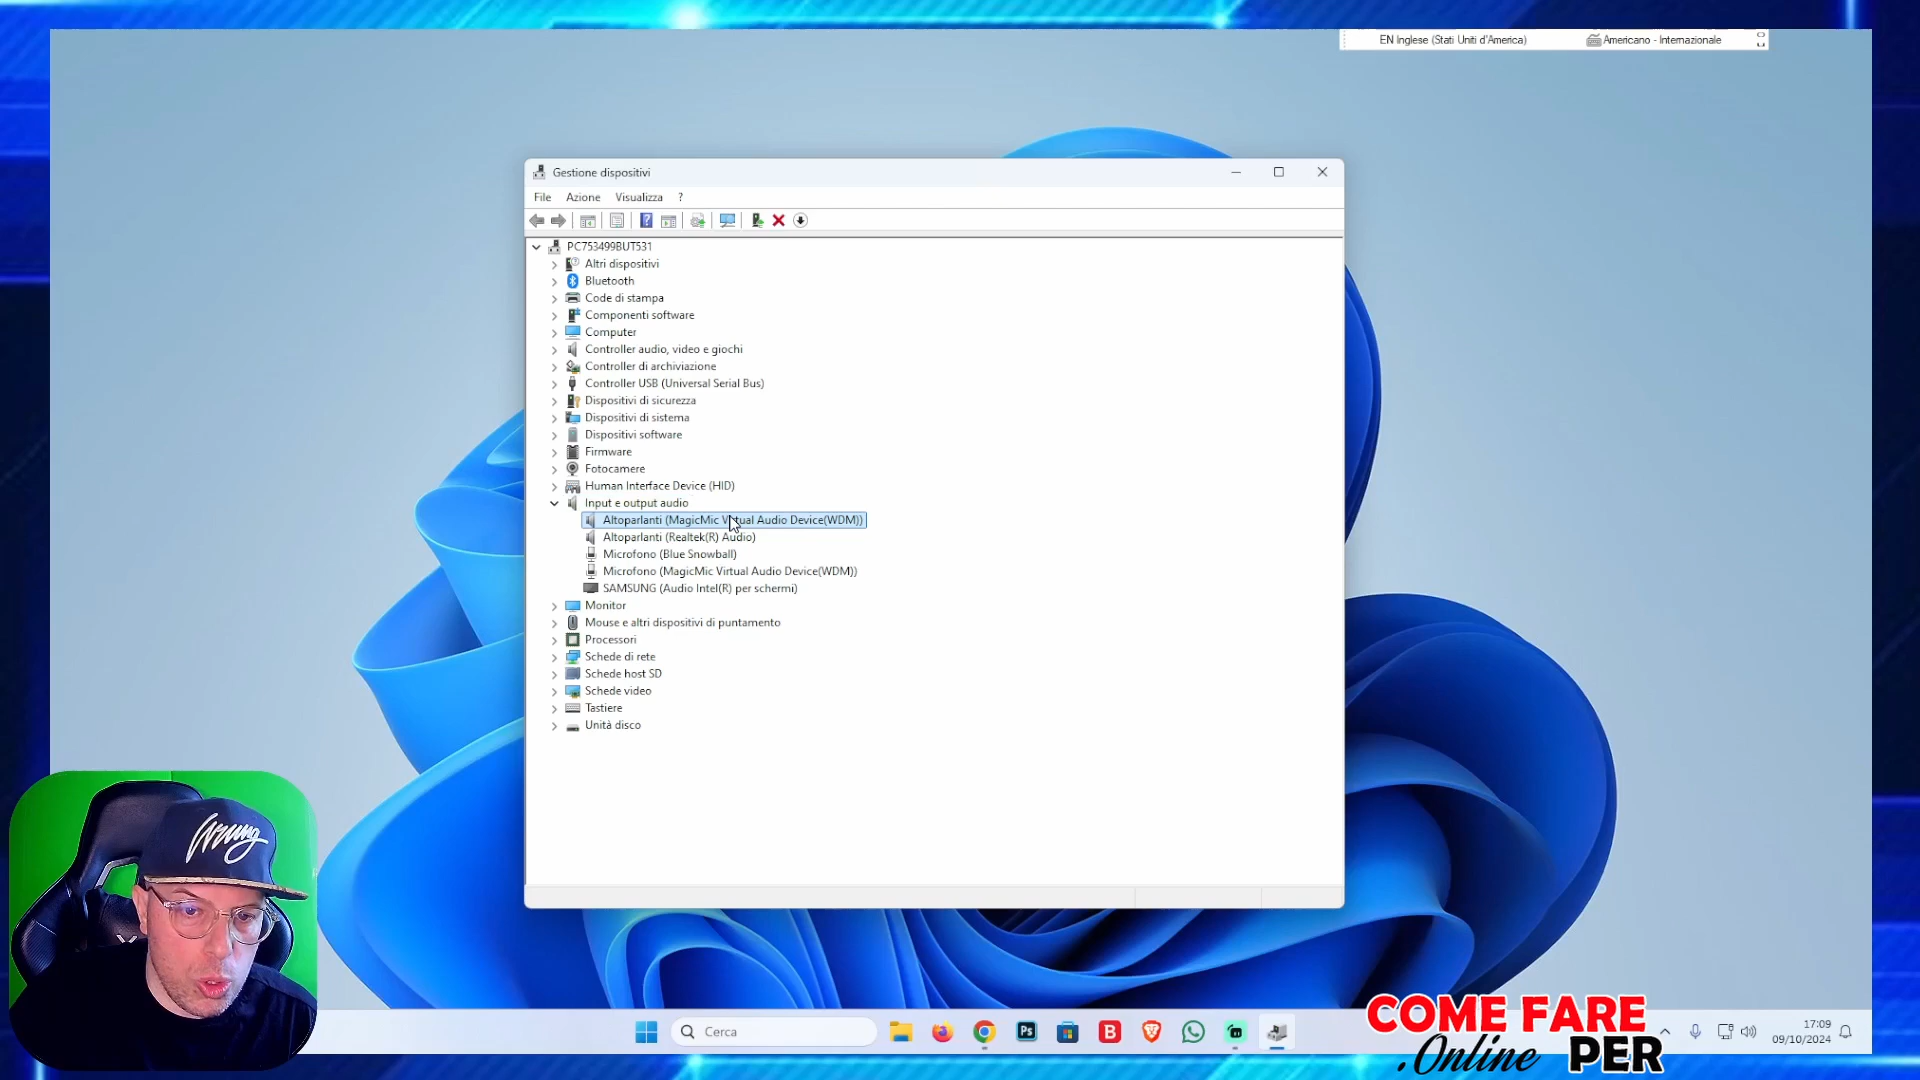 EN Inglese (Stati Uniti d'America) Americano - Internazionale
Gestione dispositivi
File Azione Visualizza ?
PC753499BUT531
Altri dispositivi
Bluetooth
Code di stampa
Componenti software
Computer
Controller audio, video e giochi
Controller di archiviazione
Controller USB (Universal Serial Bus)
Dispositivi di sicurezza
Dispositivi di sistema
Dispositivi software
Firmware
Fotocamere
Human Interface Device (HID)
Input e output audio
Altoparlanti (MagicMic Virtual Audio Device(WDM))
Altoparlanti (Realtek(R) Audio)
Microfono (Blue Snowball)
Microfono (MagicMic Virtual Audio Device(WDM))
SAMSUNG (Audio Intel(R) per schermi)
Monitor
Mouse e altri dispositivi di puntamento
Processori
Schede di rete
Schede host SD
Schede video
Tastiere
Unità disco
Wrung
Cerca
Ps
B
17:09
09/10/2024
COME FARE
.Online PER